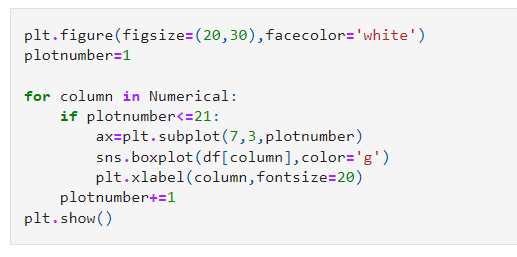 plt.figure(figsize=(20,30),facecolor='white')
plotnumber=1

for column in Numerical:
    if plotnumber<=21:
        ax=plt.subplot(7,3,plotnumber)
        sns.boxplot(df[column],color='g')
        plt.xlabel(column,fontsize=20)
    plotnumber+=1
plt.show()